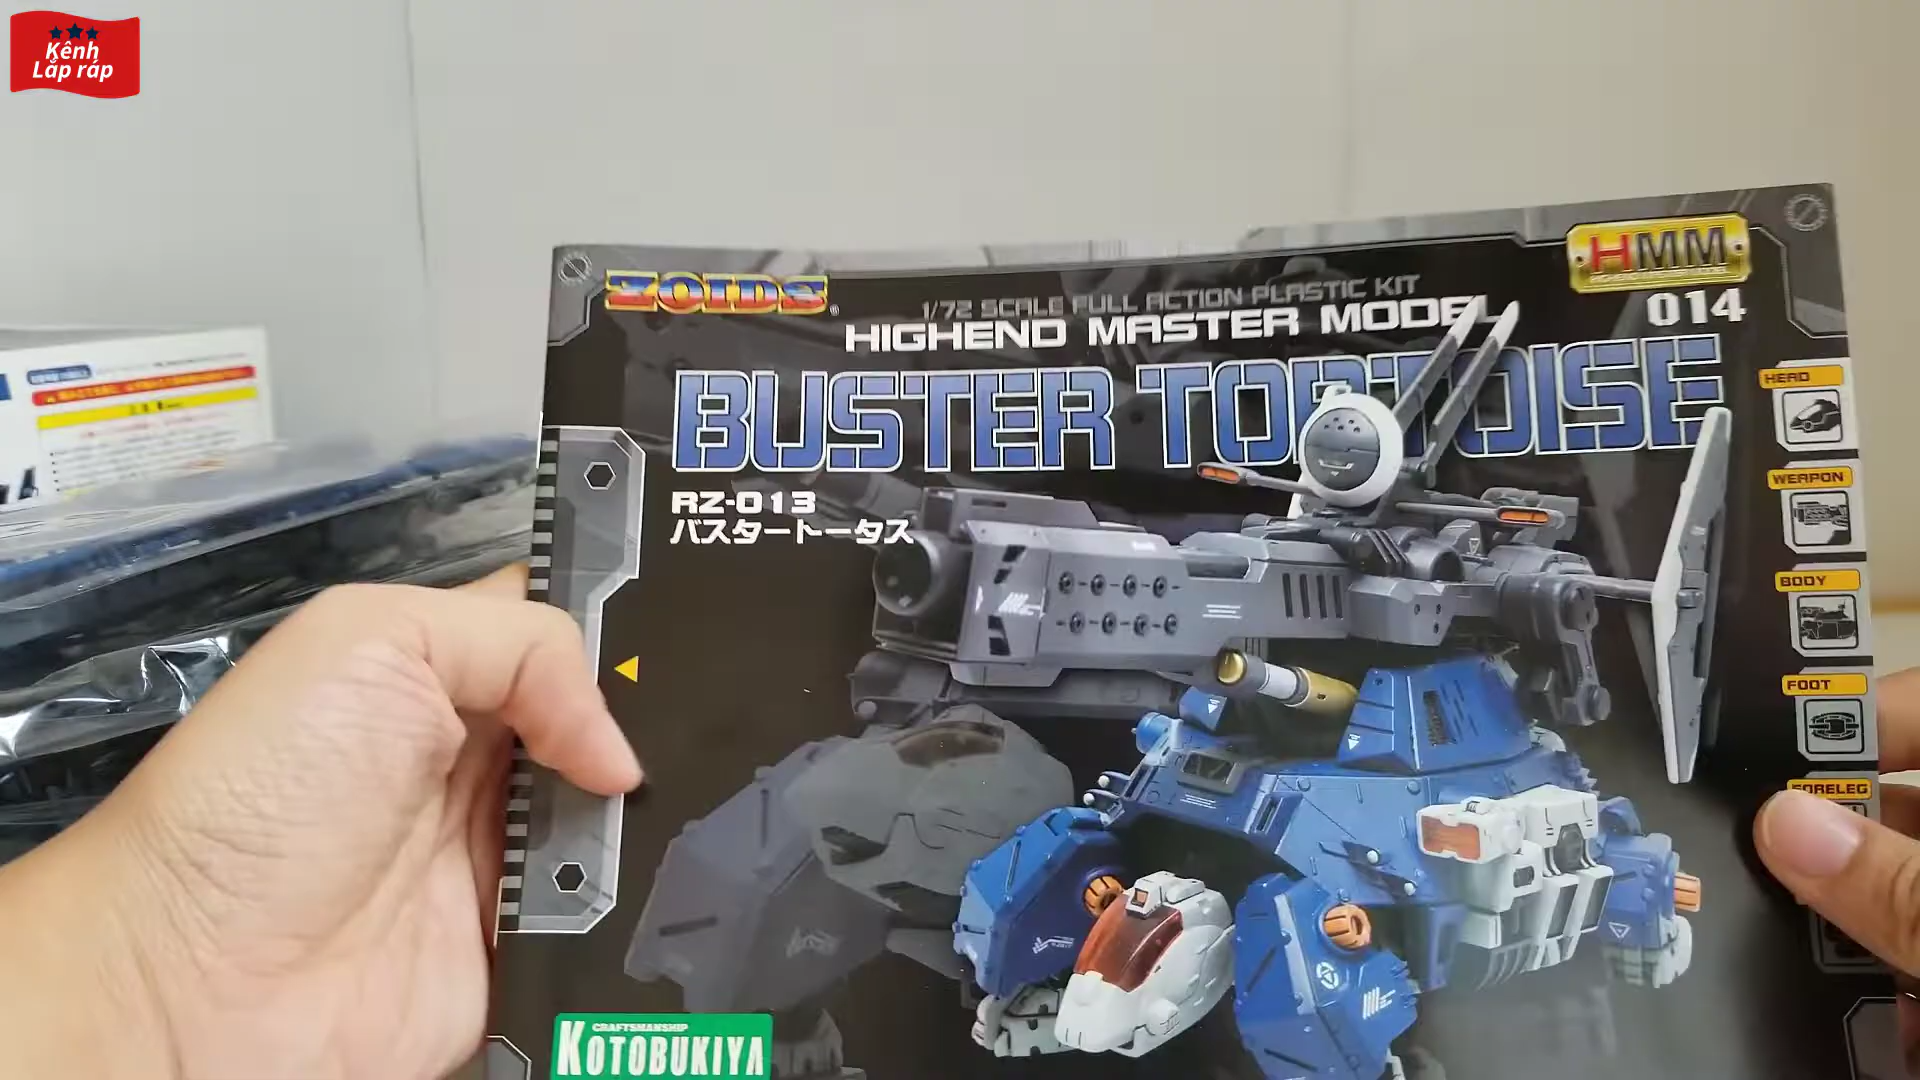 Kênh
Lắp ráp
ZOIDS
HMM
1/72 SCALE FULL ACTION PLASTIC KIT
HIGHEND MASTER MODEL
014
BUSTER TORTOISE
RZ-013
バスタートータス
HEAD
WEAPON
BODY
FOOT
FORELEG
CRAFTSMANSHIP
KOTOBUKIYA